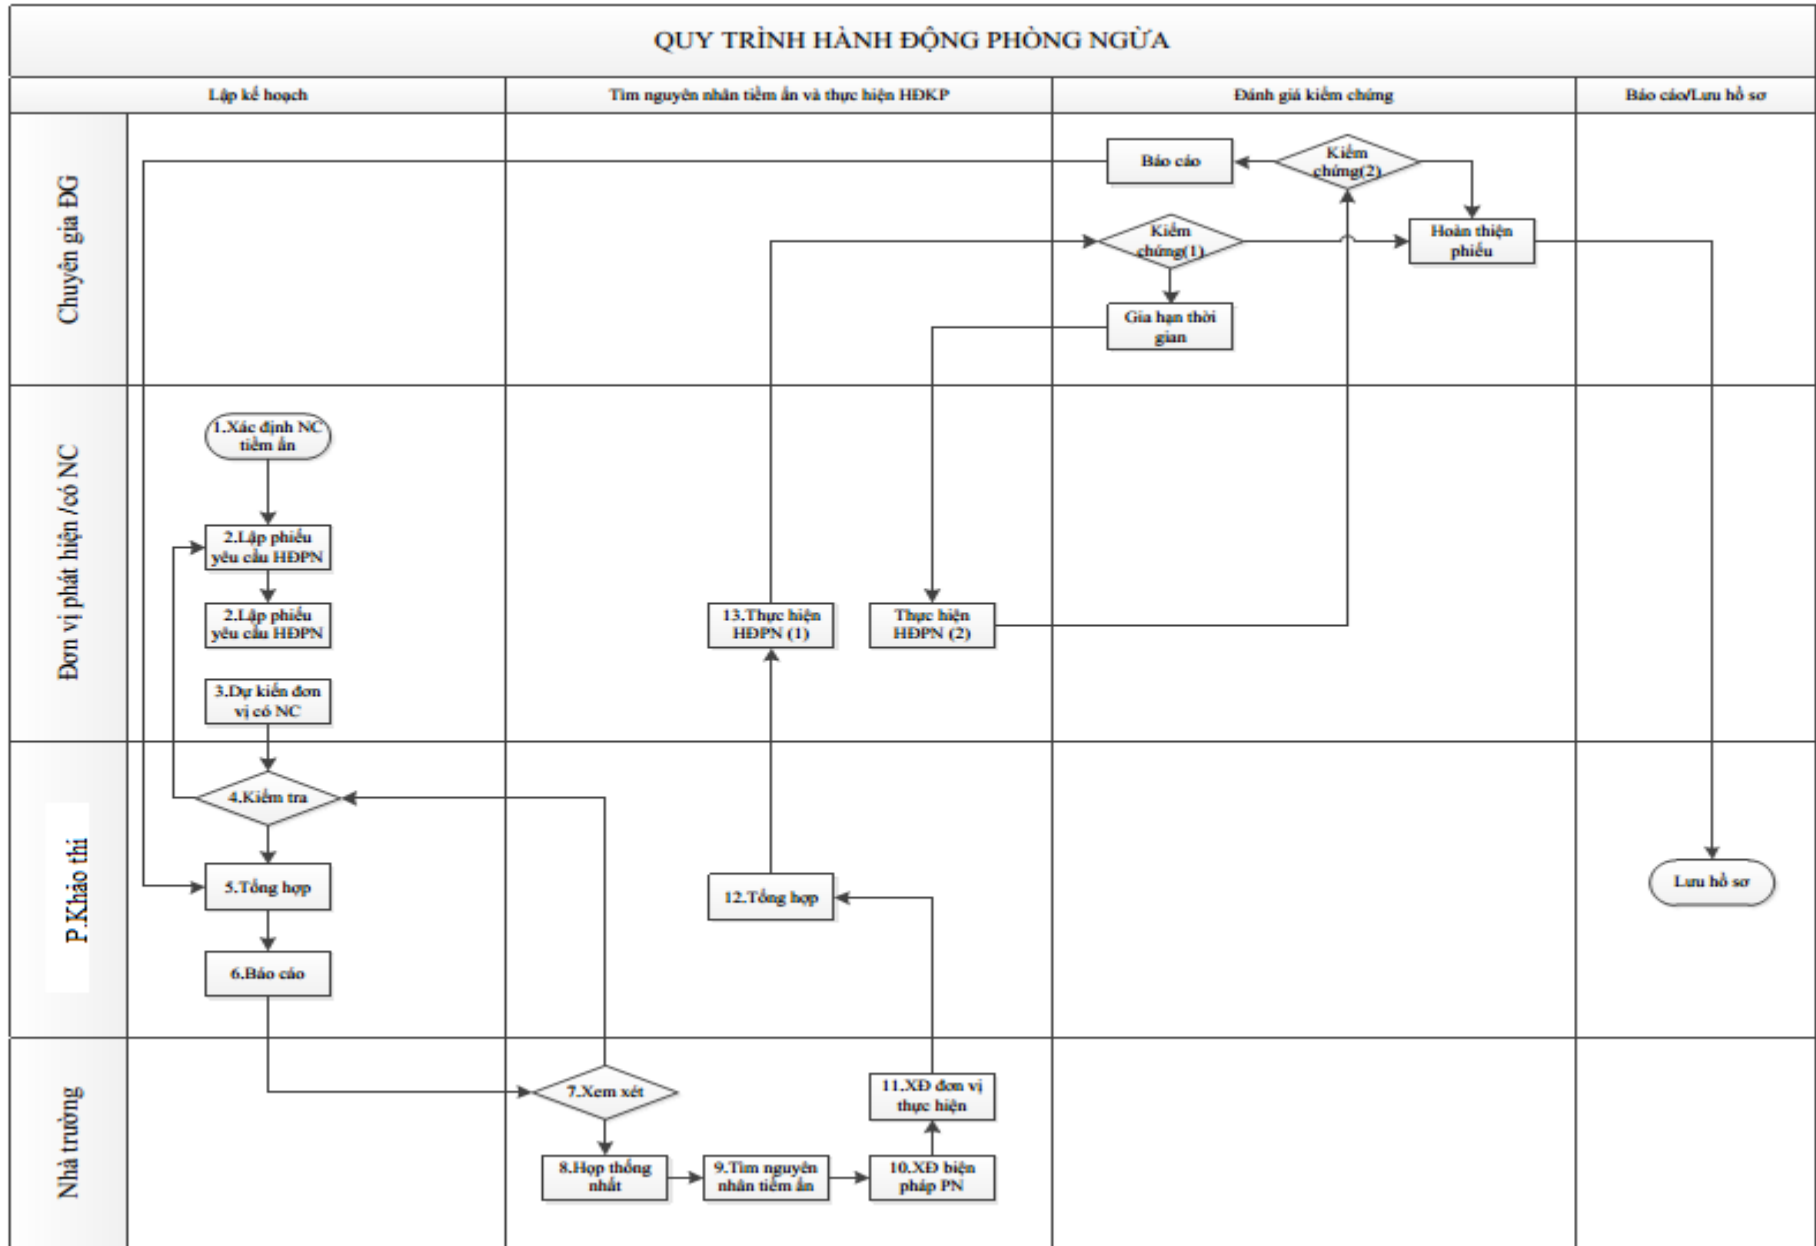 QUY TRÌNH HÀNH ĐỘNG PHÒNG NGỪA
Lập kế hoạch
Tìm nguyên nhân tiềm ẩn và thực hiện HĐKP
Đánh giá kiểm chứng
Báo cáo/Lưu hồ sơ
Chuyên gia ĐG
Báo cáo
Kiểm
chứng(2)
Kiểm
chứng(1)
Hoàn thiện
phiếu
Gia hạn thời
gian
Đơn vị phát hiện /có NC
1.Xác định NC
tiềm ẩn
2.Lập phiếu
yêu cầu HĐPN
2.Lập phiếu
yêu cầu HĐPN
3.Dự kiến đơn
vị có NC
13.Thực hiện
HĐPN (1)
Thực hiện
HĐPN (2)
P.Khảo thí
4.Kiểm tra
5.Tổng hợp
6.Báo cáo
12.Tổng hợp
Lưu hồ sơ
Nhà trường
7.Xem xét
8.Họp thống
nhất
9.Tìm nguyên
nhân tiềm ẩn
10.XĐ biện
pháp PN
11.XĐ đơn vị
thực hiện